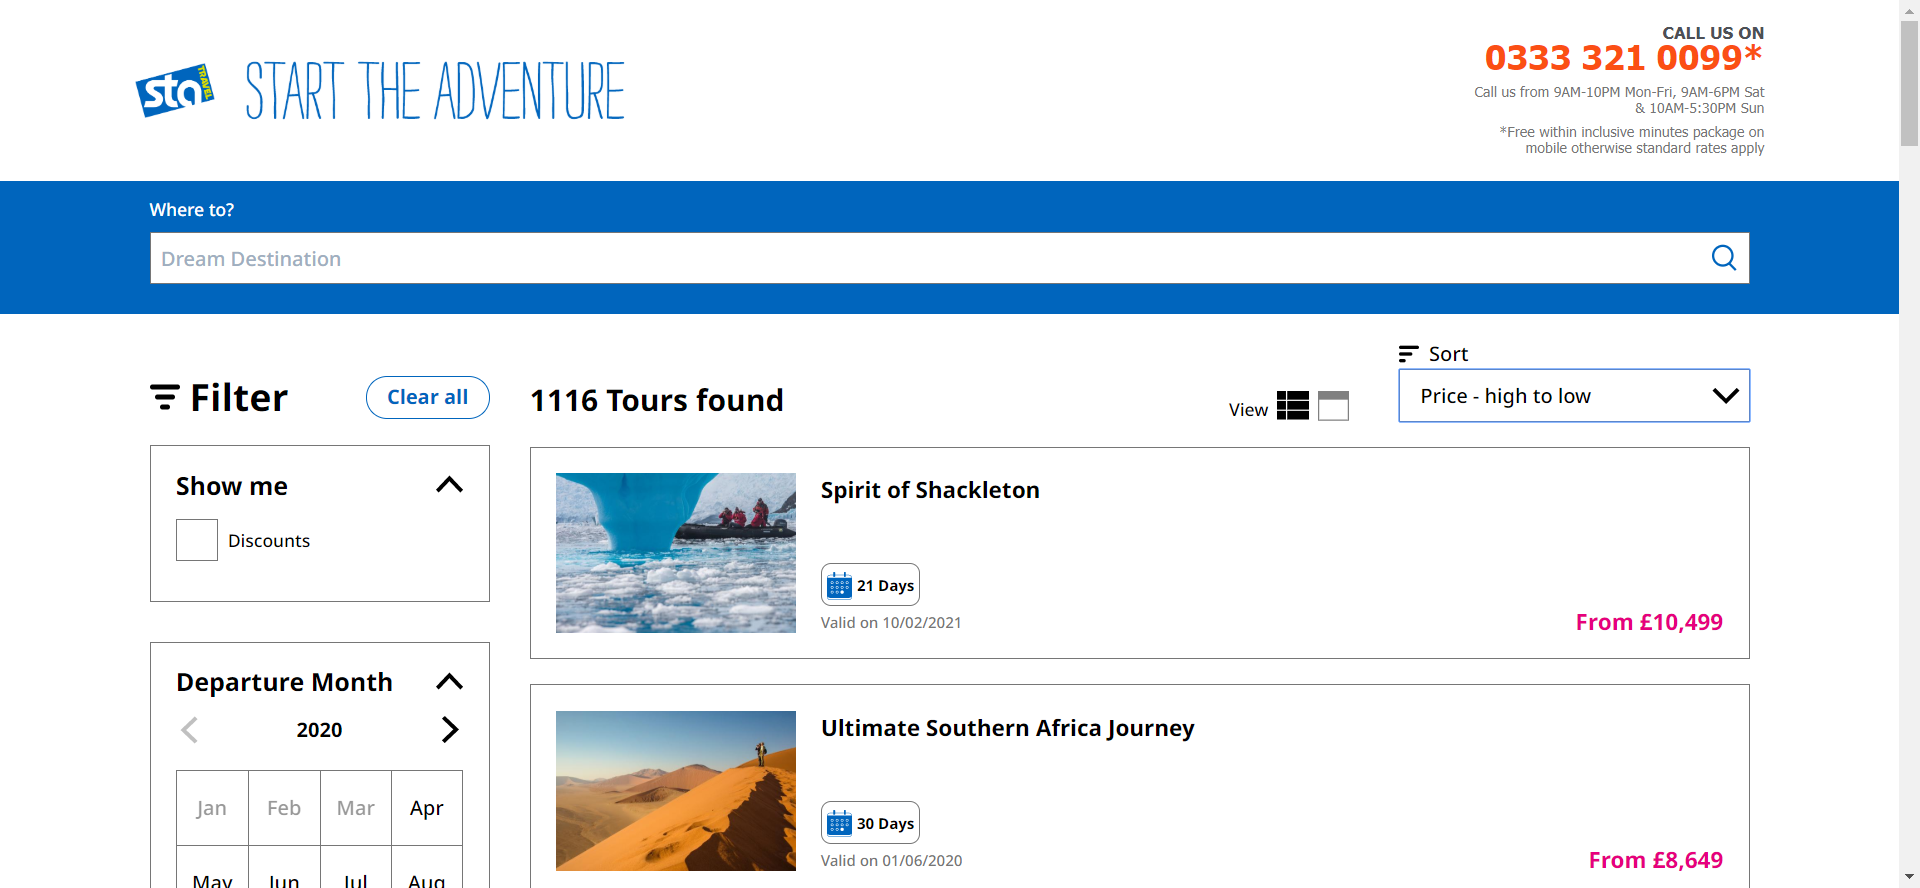 sta TRAVEL
START THE ADVENTURE
CALL US ON
0333 321 0099*
Call us from 9AM-10PM Mon-Fri, 9AM-6PM Sat
& 10AM-5:30PM Sun
*Free within inclusive minutes package on
mobile otherwise standard rates apply
Where to?
Dream Destination
Filter
Clear all
1116 Tours found
View
Sort
Price - high to low
Show me
Discounts
Departure Month
2020
Jan Feb Mar Apr
May Jun Jul Aug
Spirit of Shackleton
21 Days
Valid on 10/02/2021
From £10,499
Ultimate Southern Africa Journey
30 Days
Valid on 01/06/2020
From £8,649